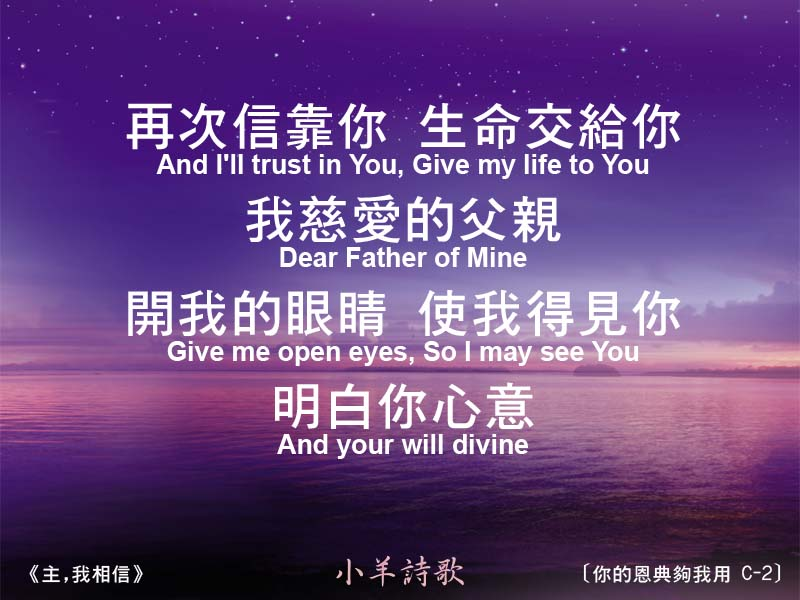 再次信靠你 生命交給你
And I'll trust in You, Give my life to You
我慈愛的父親
Dear Father of Mine
開我的眼睛 使我得見你
Give me open eyes, So I may see You
明白你心意
And your will divine
《主,我相信》 小羊詩歌 〔你的恩典夠我用 C-2〕